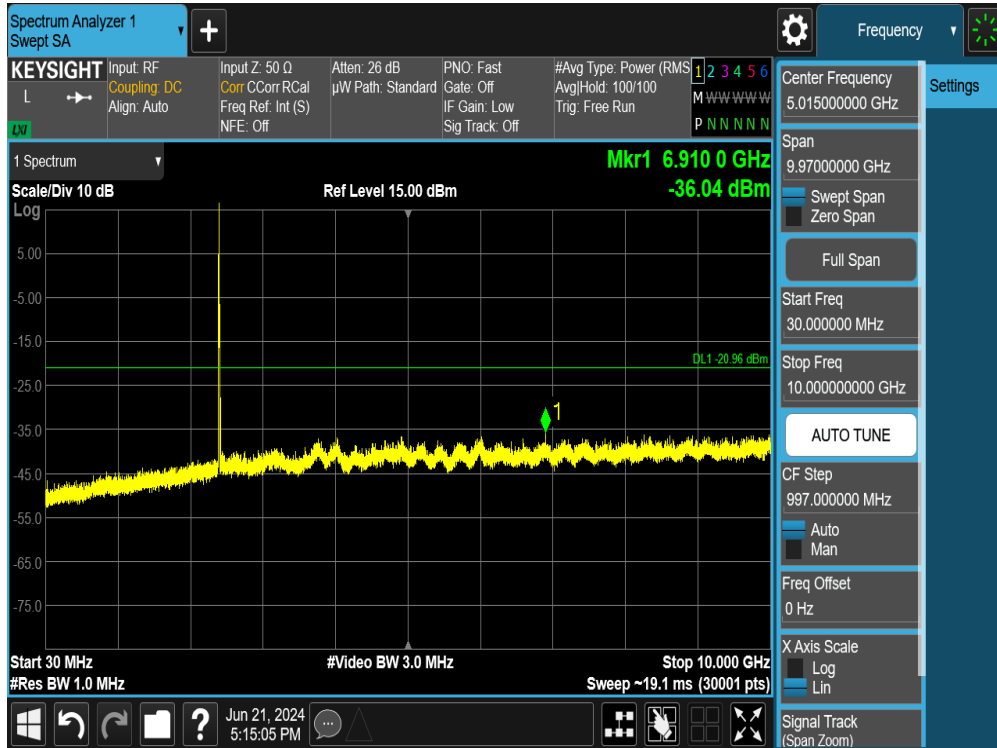 Spectrum Analyzer 1
Swept SA
+
Frequency
KEYSIGHT
L
LXI
Input: RF
Coupling: DC
Align: Auto
Input Z: 50 Ω
Corr CCorr RCal
Freq Ref: Int (S)
NFE: Off
Atten: 26 dB
µW Path: Standard
PNO: Fast
Gate: Off
IF Gain: Low
Sig Track: Off
#Avg Type: Power (RMS
Avg|Hold: 100/100
Trig: Free Run
1 2 3 4 5 6
M W W W W W
P N N N N N
1 Spectrum
Mkr1 6.910 0 GHz
-36.04 dBm
Scale/Div 10 dB
Ref Level 15.00 dBm
Log
5.00
-5.00
-15.0
-25.0
-35.0
-45.0
-55.0
-65.0
-75.0
DL1 -20.96 dBm
1
Start 30 MHz
#Video BW 3.0 MHz
Stop 10.000 GHz
#Res BW 1.0 MHz
Sweep ~19.1 ms (30001 pts)
Jun 21, 2024
5:15:05 PM
?
Center Frequency
5.015000000 GHz
Span
9.97000000 GHz
Swept Span
Zero Span
Full Span
Start Freq
30.000000 MHz
Stop Freq
10.000000000 GHz
AUTO TUNE
CF Step
997.000000 MHz
Auto
Man
Freq Offset
0 Hz
X Axis Scale
Log
Lin
Signal Track
(Span Zoom)
Settings